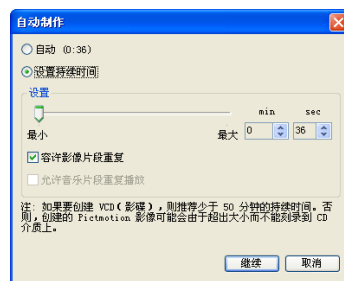 自动制作
自动 (0:36)
设置持续时间
设置
min sec
最小 最大 0 36
容许影像片段重复
允许音乐片段重复播放
注: 如果要创建 VCD(影碟), 则推荐少于 50 分钟的持续时间。否
则, 创建的 Pictmotion 影像可能会由于超出大小而不能刻录到 CD
介质上。
继续 取消